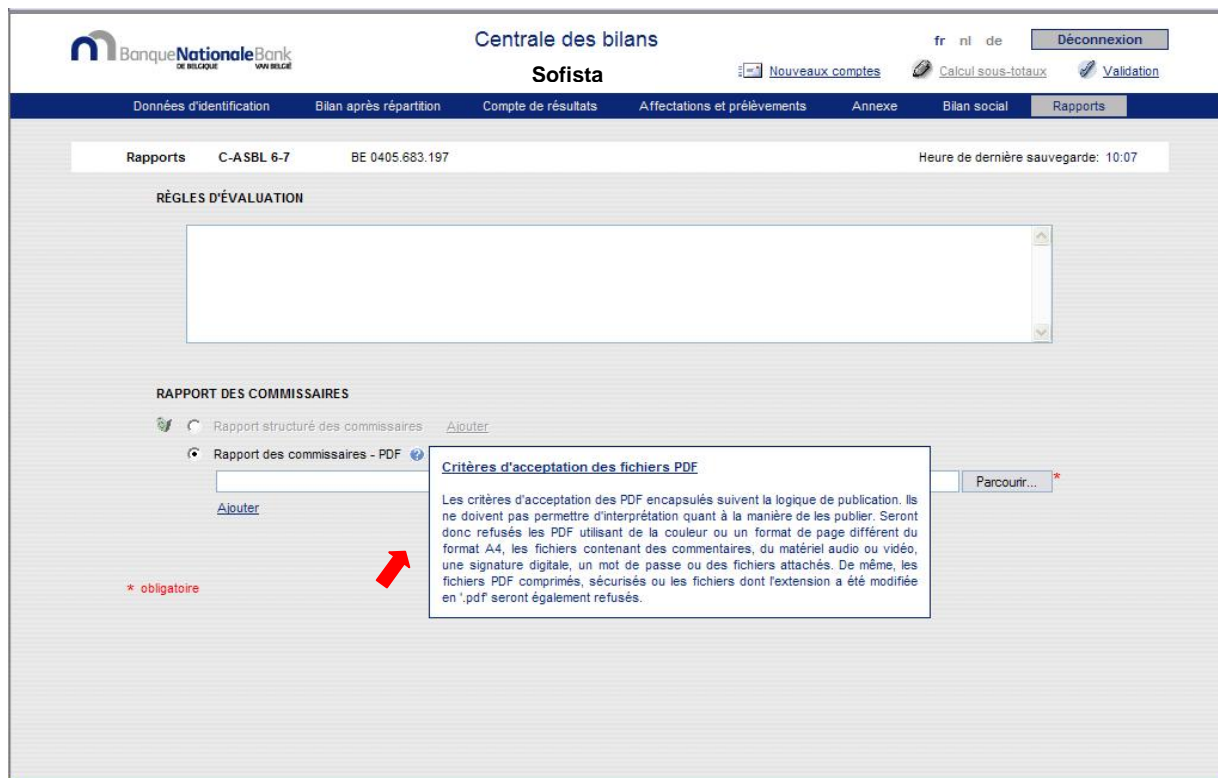 BanqueNationaleBank
DE BELGIQUE VAN BELGIË
Centrale des bilans
Sofista
fr nl de
Déconnexion
Nouveaux comptes
Calcul sous-totaux
Validation
Données d'identification Bilan après répartition Compte de résultats Affectations et prélèvements Annexe Bilan social Rapports
Rapports C-ASBL 6-7 BE 0405.683.197 Heure de dernière sauvegarde: 10:07
RÈGLES D'ÉVALUATION
RAPPORT DES COMMISSAIRES
Rapport structuré des commissaires Ajouter
Rapport des commissaires - PDF ?
Parcourir... *
Ajouter
Critères d'acceptation des fichiers PDF
Les critères d'acceptation des PDF encapsulés suivent la logique de publication. Ils
ne doivent pas permettre d'interprétation quant à la manière de les publier. Seront
donc refusés les PDF utilisant de la couleur ou un format de page différent du
format A4, les fichiers contenant des commentaires, du matériel audio ou vidéo,
une signature digitale, un mot de passe ou des fichiers attachés. De même, les
fichiers PDF comprimés, sécurisés ou les fichiers dont l'extension a été modifiée
en '.pdf' seront également refusés.
* obligatoire